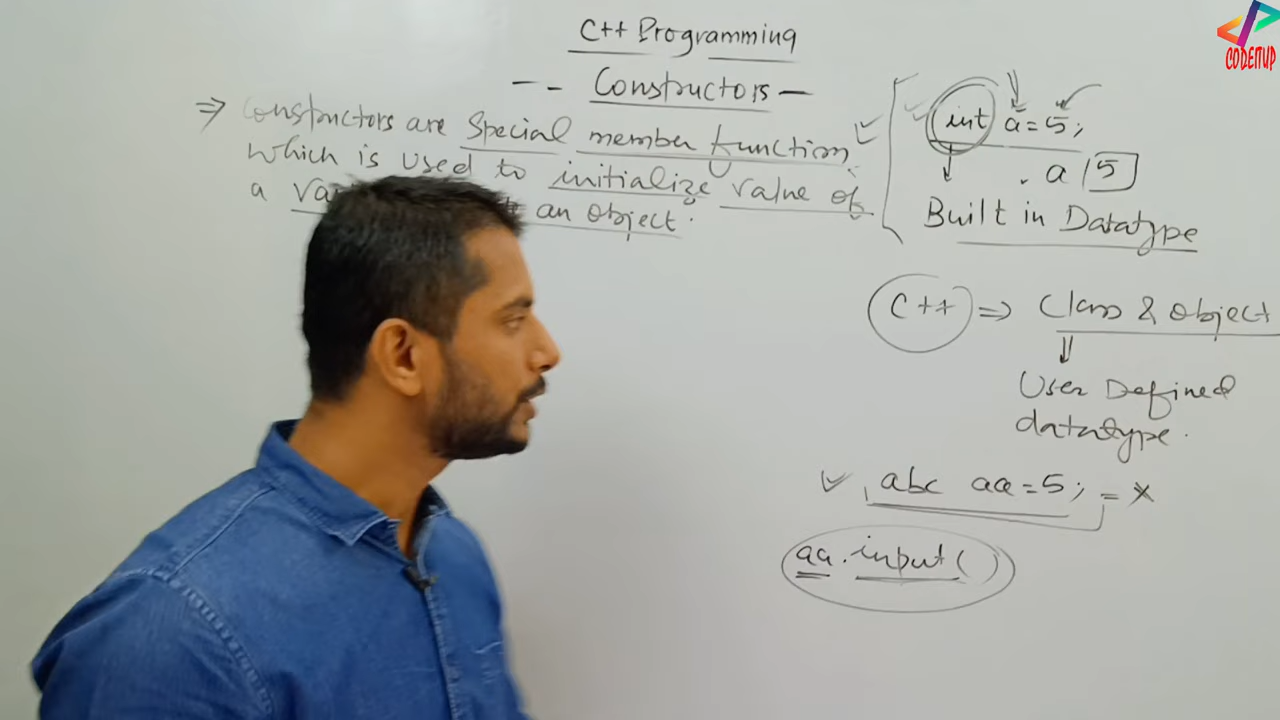 C++ Programming
-- Constructors -
⇒ Constructors are Special member function
which is used to initialize value of
a an object.
int a=5;
. a 5
Built in Datatype
C++ ⇒ Class & Object
User Defined
datatype.
✓ abc aa=5; = ×
aa.input()
CODEITUP